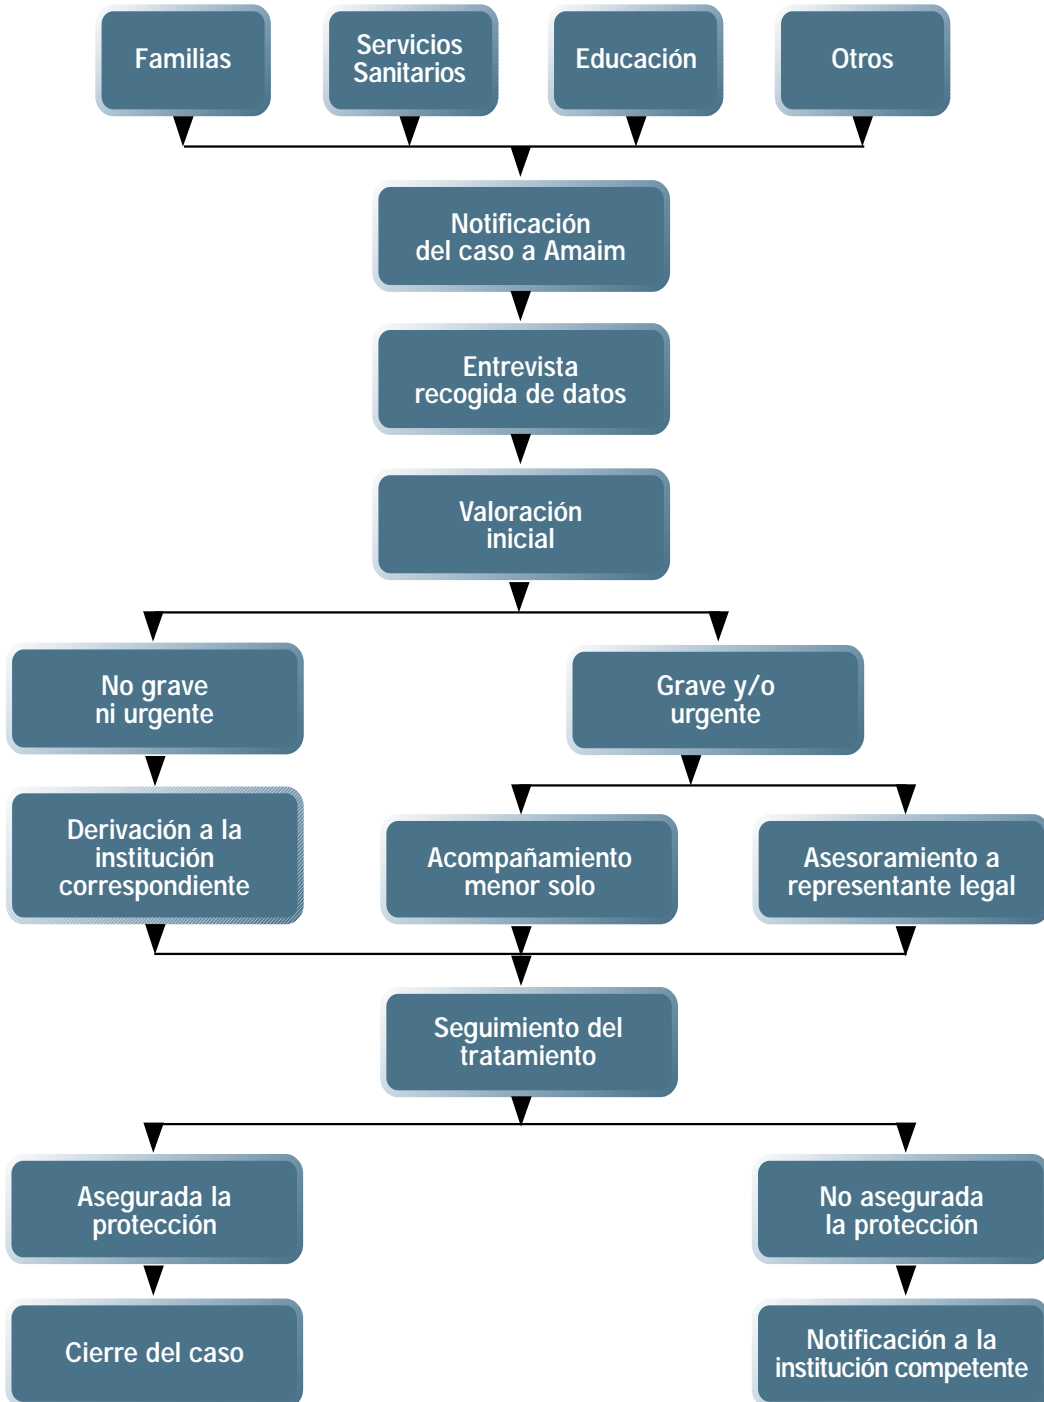 Familias
Servicios
Sanitarios
Educación
Otros
Notificación
del caso a Amaim
Entrevista
recogida de datos
Valoración
inicial
No grave
ni urgente
Grave y/o
urgente
Derivación a la
institución
correspondiente
Acompañamiento
menor solo
Asesoramiento a
representante legal
Seguimiento del
tratamiento
Asegurada la
protección
No asegurada
la protección
Cierre del caso
Notificación a la
institución competente